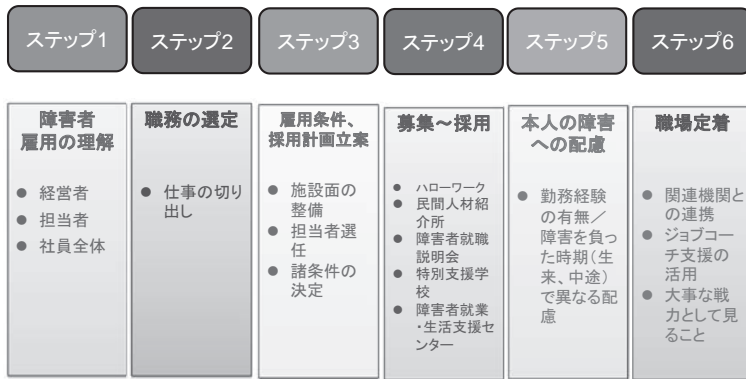 ステップ1
ステップ2
ステップ3
ステップ4
ステップ5
ステップ6
障害者
雇用の理解
● 経営者
● 担当者
● 社員全体
職務の選定
● 仕事の切り
出し
雇用条件、
採用計画立案
● 施設面の
整備
● 担当者選
任
● 諸条件の
決定
募集~採用
● ハローワーク
● 民間人材紹
介所
● 障害者就職
説明会
● 特別支援学
校
● 障害者就業
・生活支援セ
ンター
本人の障害
への配慮
● 勤務経験
の有無／
障害を負っ
た時期(生
来、中途)
で異なる配
慮
職場定着
● 関連機関と
の連携
● ジョブコー
チ支援の
活用
● 大事な戦
力として見
ること